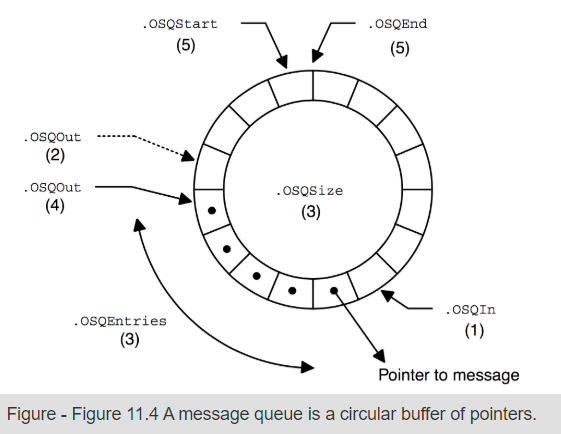 .OSQStart
(5)
.OSQEnd
(5)
.OSQOut
(2)
.OSQOut
(4)
.OSQSize
(3)
.OSQEntries
(3)
.OSQIn
(1)
Pointer to message
Figure - Figure 11.4 A message queue is a circular buffer of pointers.